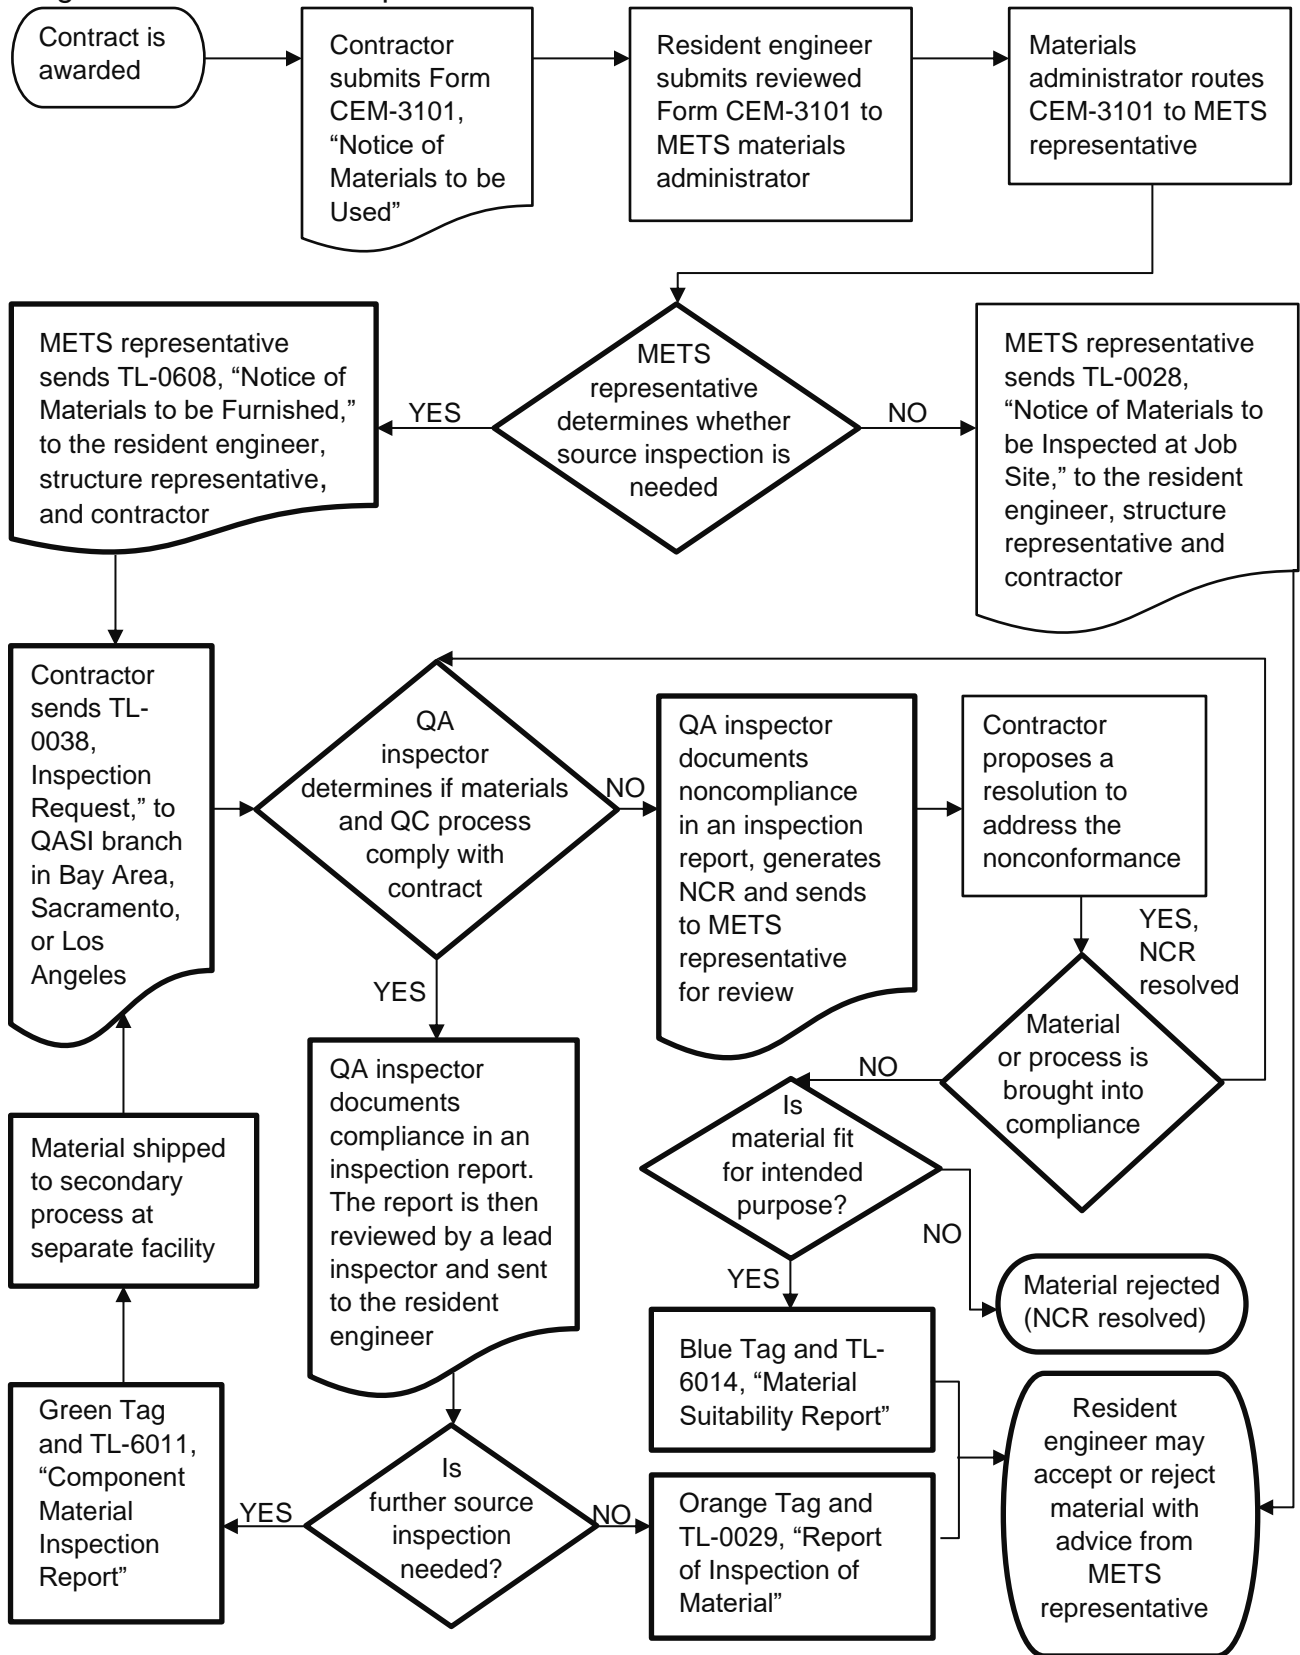 Contract is
awarded
Contractor
submits Form
CEM-3101,
“Notice of
Materials to be
Used”
Resident engineer
submits reviewed
Form CEM-3101 to
METS materials
administrator
Materials
administrator routes
CEM-3101 to METS
representative
METS representative
sends TL-0608, “Notice of
Materials to be Furnished,”
to the resident engineer,
structure representative,
and contractor
YES
METS
representative
determines whether
source inspection is
needed
NO
METS representative
sends TL-0028,
“Notice of Materials to
be Inspected at Job
Site,” to the resident
engineer, structure
representative and
contractor
Contractor
sends TL-
0038,
Inspection
Request,” to
QASI branch
in Bay Area,
Sacramento,
or Los
Angeles
QA
inspector
determines if materials
and QC process
comply with
contract
NO
QA inspector
documents
noncompliance
in an inspection
report, generates
NCR and sends
to METS
representative
for review
Contractor
proposes a
resolution to
address the
nonconformance
YES,
NCR
resolved
YES
Material
or process is
brought into
compliance
NO
QA inspector
documents
compliance in an
inspection report.
The report is then
reviewed by a lead
inspector and sent
to the resident
engineer
Is
material fit
for intended
purpose?
NO
YES
Material rejected
(NCR resolved)
Material shipped
to secondary
process at
separate facility
Blue Tag and TL-
6014, “Material
Suitability Report”
Green Tag
and TL-6011,
“Component
Material
Inspection
Report”
YES
Is
further source
inspection
needed?
NO
Orange Tag and
TL-0029, “Report
of Inspection of
Material”
Resident
engineer may
accept or reject
material with
advice from
METS
representative